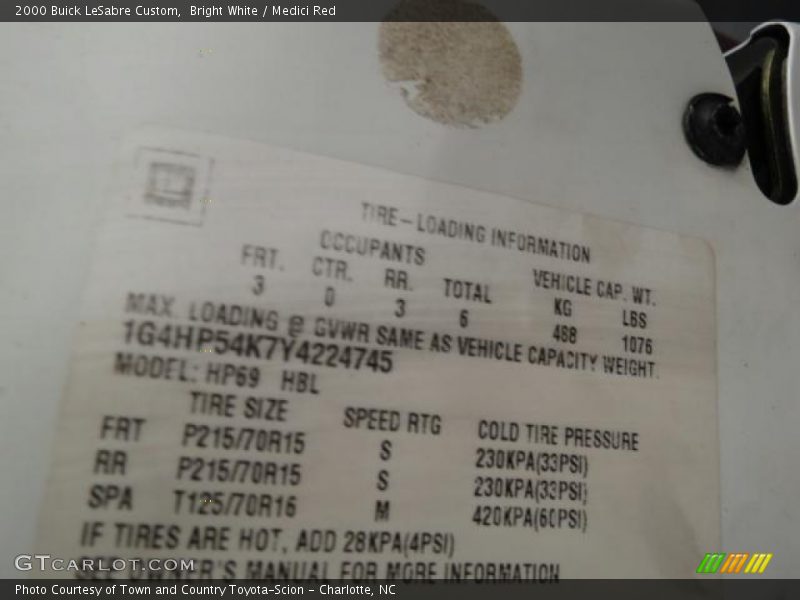 2000 Buick LeSabre Custom,  Bright White / Medici Red
TIRE-LOADING INFORMATION
OCCUPANTS
VEHICLE CAP. WT.
FRT. CTR. RR. TOTAL KG LBS
3 0 3 6 488 1076
MAX. LOADING @ GVWR SAME AS VEHICLE CAPACITY WEIGHT.
1G4HP54K7Y4224745
MODEL: HP69 HBL
TIRE SIZE SPEED RTG COLD TIRE PRESSURE
FRT P215/70R15 S 230KPA(33PSI)
RR P215/70R15 S 230KPA(33PSI)
SPA T125/70R16 M 420KPA(60PSI)
IF TIRES ARE HOT, ADD 28KPA(4PSI)
SEE OWNER'S MANUAL FOR MORE INFORMATION
GTCARLOT.COM
Photo Courtesy of Town and Country Toyota-Scion - Charlotte, NC